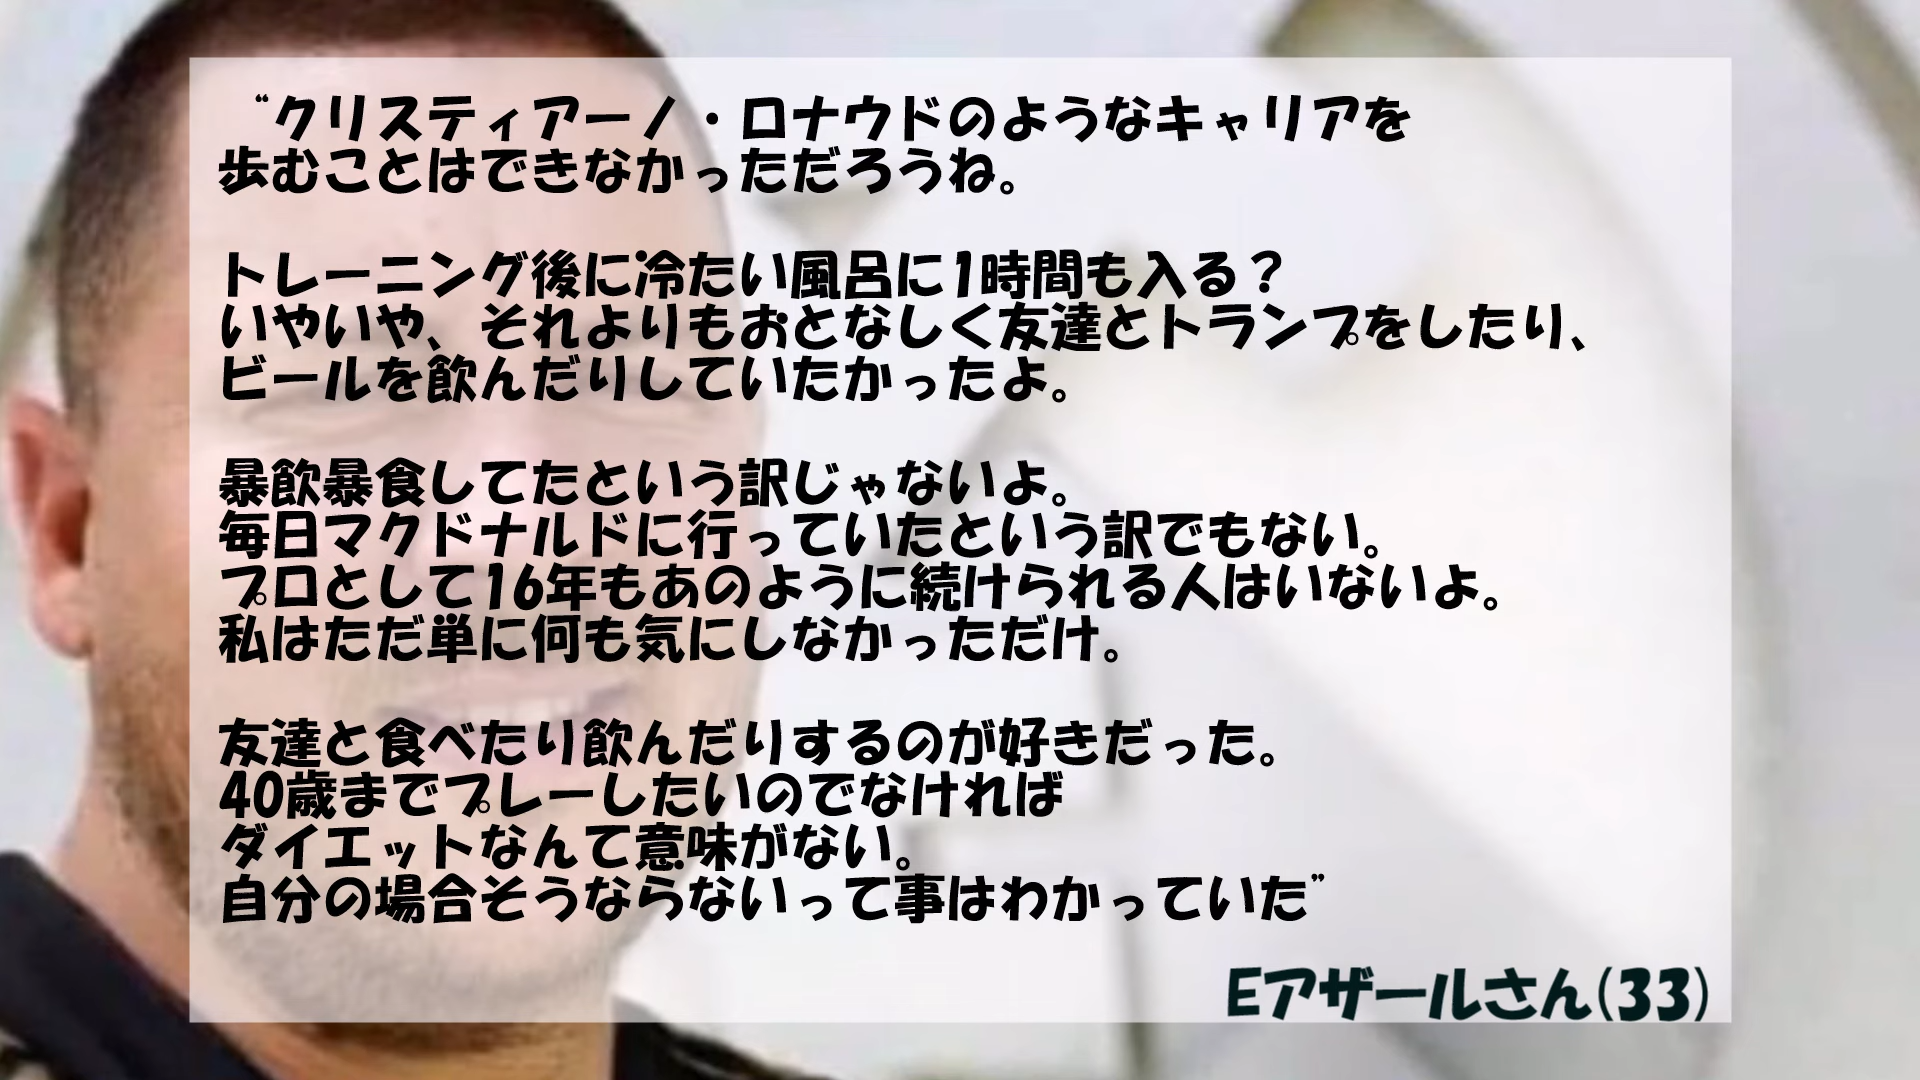 “クリスティアーノ・ロナウドのようなキャリアを
歩むことはできなかっただろうね。
トレーニング後に冷たい風呂に1時間も入る？
いやいや、それよりもおとなしく友達とトランプをしたり、
ビールを飲んだりしていたかったよ。
暴飲暴食してたという訳じゃないよ。
毎日マクドナルドに行っていたという訳でもない。
プロとして16年もあのように続けられる人はいないよ。
私はただ単に何も気にしなかっただけ。
友達と食べたり飲んだりするのが好きだった。
40歳までプレーしたいのでなければ
ダイエットなんて意味がない。
自分の場合そうならないって事はわかっていた”
Eアザールさん(33)